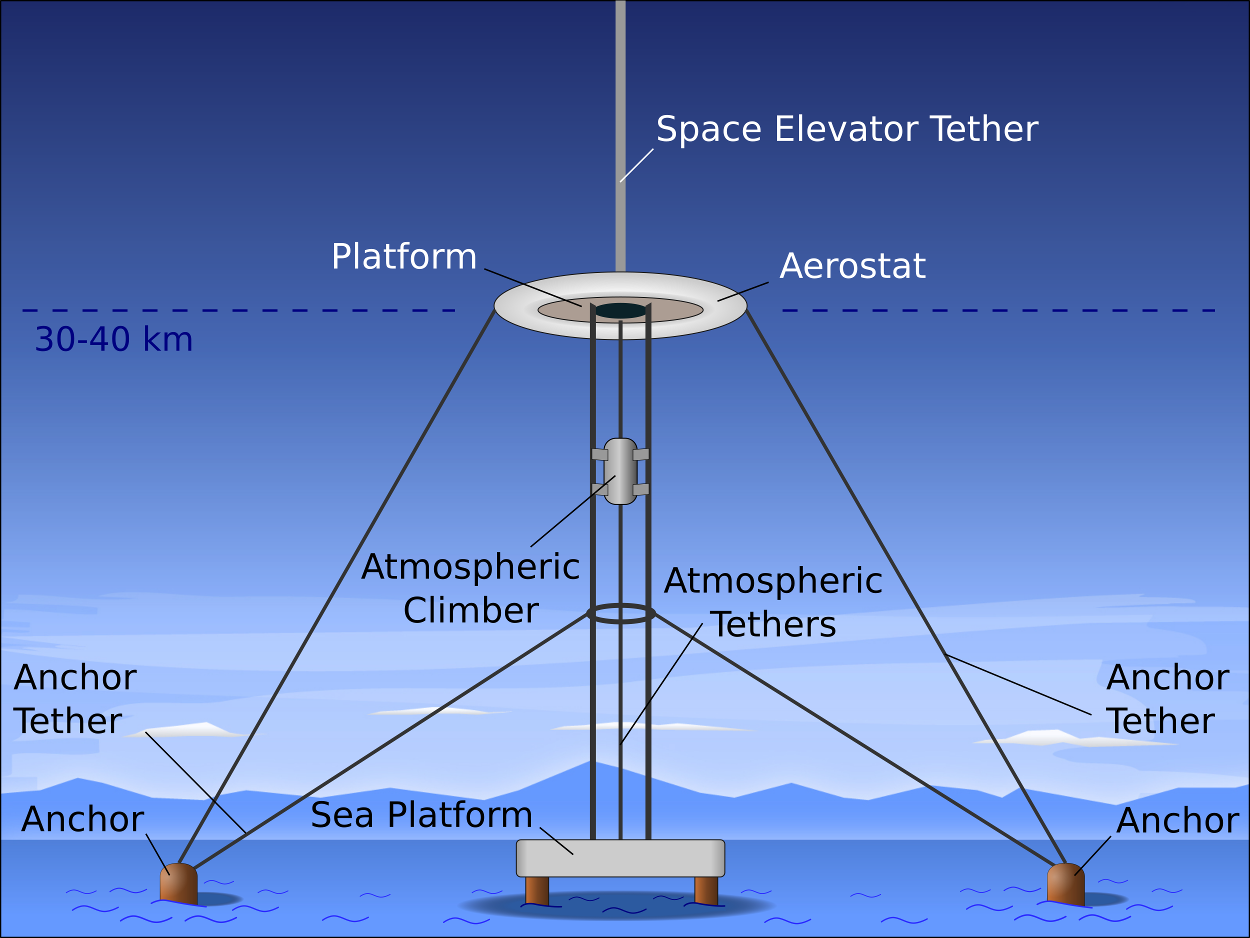 Space Elevator Tether
Platform
Aerostat
30-40 km
Atmospheric
Climber
Atmospheric
Tethers
Anchor
Tether
Anchor
Tether
Sea Platform
Anchor
Anchor